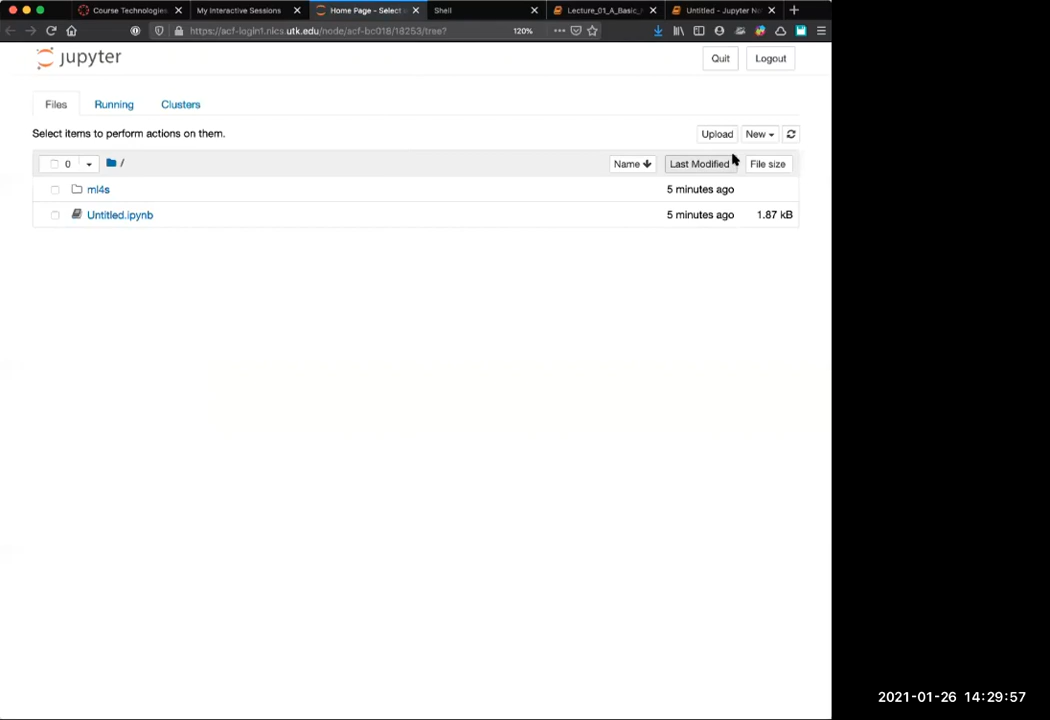 Course Technologies
My Interactive Sessions
Home Page - Select
Shell
Lecture_01_A_Basic_
Untitled - Jupyter No
https://acf-login1.nics.utk.edu/node/acf-bc018/18253/tree?
120%
jupyter
Quit
Logout
Files
Running
Clusters
Select items to perform actions on them.
Upload
New
0
/
Name
Last Modified
File size
ml4s
5 minutes ago
Untitled.ipynb
5 minutes ago
1.87 kB
2021-01-26 14:29:57